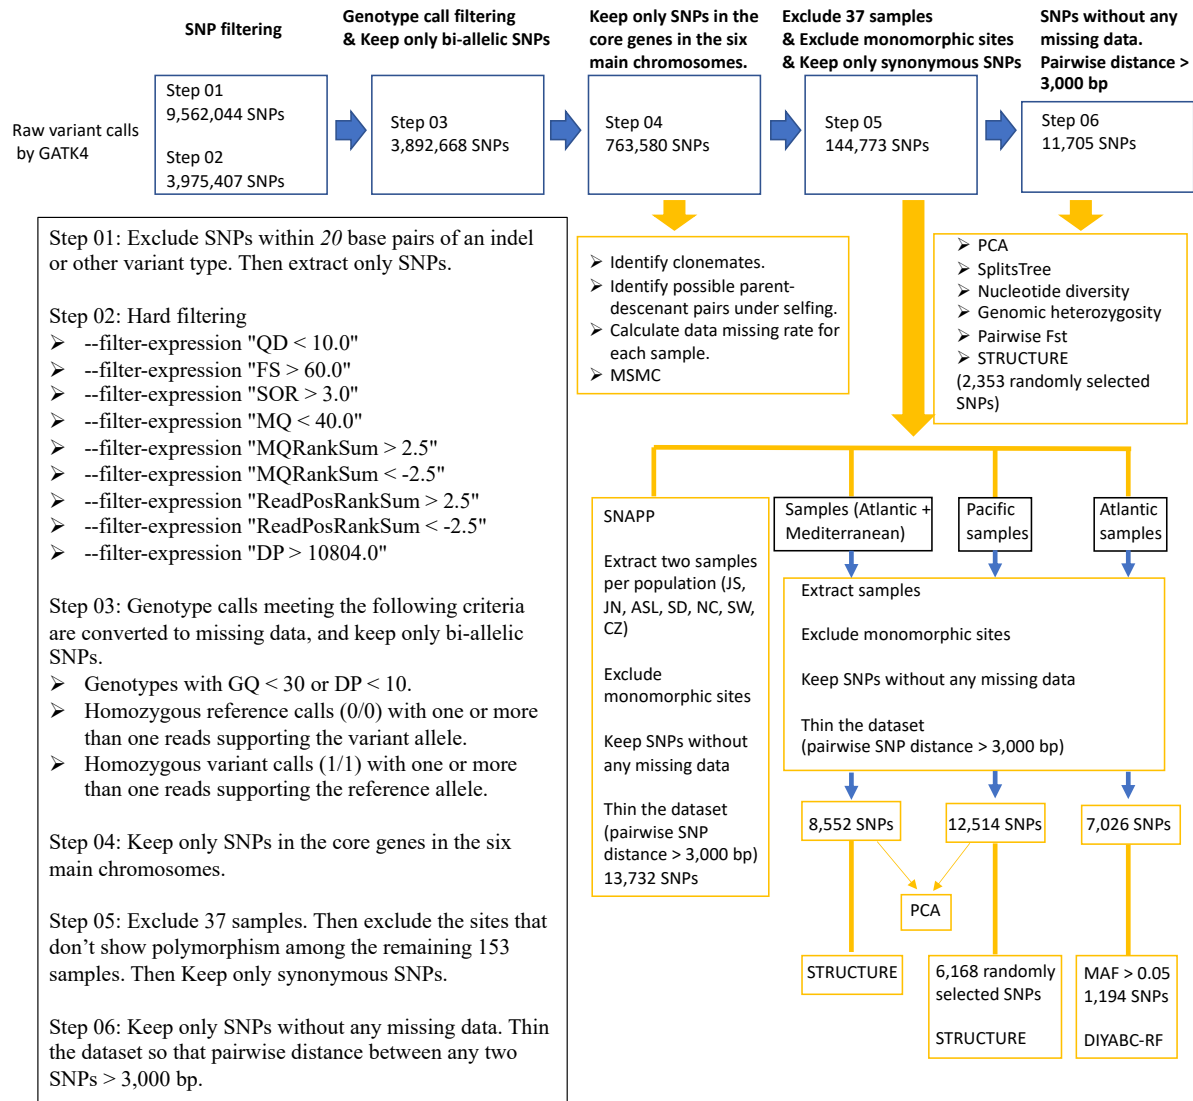 SNP filtering
Genotype call filtering
& Keep only bi-allelic SNPs
Keep only SNPs in the
core genes in the six
main chromosomes.
Exclude 37 samples
& Exclude monomorphic sites
& Keep only synonymous SNPs
SNPs without any
missing data.
Pairwise distance >
3,000 bp
Raw variant calls
by GATK4
Step 01
9,562,044 SNPs
Step 02
3,975,407 SNPs
Step 03
3,892,668 SNPs
Step 04
763,580 SNPs
Step 05
144,773 SNPs
Step 06
11,705 SNPs
Step 01: Exclude SNPs within 20 base pairs of an indel
or other variant type. Then extract only SNPs.
Step 02: Hard filtering
➢ --filter-expression "QD < 10.0"
➢ --filter-expression "FS > 60.0"
➢ --filter-expression "SOR > 3.0"
➢ --filter-expression "MQ < 40.0"
➢ --filter-expression "MQRankSum > 2.5"
➢ --filter-expression "MQRankSum < -2.5"
➢ --filter-expression "ReadPosRankSum > 2.5"
➢ --filter-expression "ReadPosRankSum < -2.5"
➢ --filter-expression "DP > 10804.0"
Step 03: Genotype calls meeting the following criteria
are converted to missing data, and keep only bi-allelic
SNPs.
➢ Genotypes with GQ < 30 or DP < 10.
➢ Homozygous reference calls (0/0) with one or more
than one reads supporting the variant allele.
➢ Homozygous variant calls (1/1) with one or more
than one reads supporting the reference allele.
Step 04: Keep only SNPs in the core genes in the six
main chromosomes.
Step 05: Exclude 37 samples. Then exclude the sites that
don't show polymorphism among the remaining 153
samples. Then Keep only synonymous SNPs.
Step 06: Keep only SNPs without any missing data. Thin
the dataset so that pairwise distance between any two
SNPs > 3,000 bp.
➢ Identify clonemates.
➢ Identify possible parent-
descenant pairs under selfing.
➢ Calculate data missing rate for
each sample.
➢ MSMC
➢ PCA
➢ SplitsTree
➢ Nucleotide diversity
➢ Genomic heterozygosity
➢ Pairwise Fst
➢ STRUCTURE
(2,353 randomly selected
SNPs)
SNAPP
Extract two samples
per population (JS,
JN, ASL, SD, NC, SW,
CZ)
Exclude
monomorphic sites
Keep SNPs without
any missing data
Thin the dataset
(pairwise SNP
distance > 3,000 bp)
13,732 SNPs
Samples (Atlantic +
Mediterranean)
Pacific
samples
Atlantic
samples
Extract samples
Exclude monomorphic sites
Keep SNPs without any missing data
Thin the dataset
(pairwise SNP distance > 3,000 bp)
8,552 SNPs
12,514 SNPs
7,026 SNPs
PCA
STRUCTURE
6,168 randomly
selected SNPs
STRUCTURE
MAF > 0.05
1,194 SNPs
DIYABC-RF